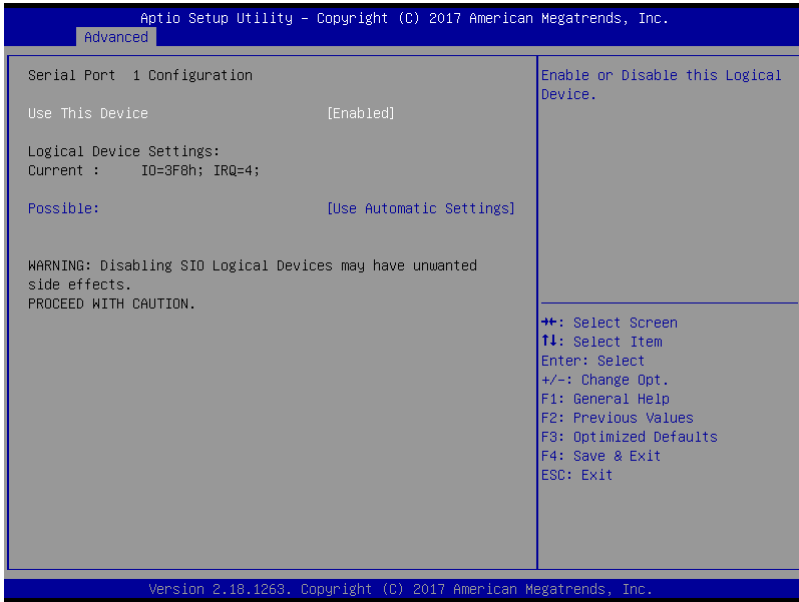 Aptio Setup Utility – Copyright (C) 2017 American Megatrends, Inc.
Advanced
Serial Port 1 Configuration
Use This Device [Enabled]
Logical Device Settings:
Current : IO=3F8h; IRQ=4;
Possible: [Use Automatic Settings]
WARNING: Disabling SIO Logical Devices may have unwanted
side effects.
PROCEED WITH CAUTION.
Enable or Disable this Logical
Device.
→←: Select Screen
↑↓: Select Item
Enter: Select
+/-: Change Opt.
F1: General Help
F2: Previous Values
F3: Optimized Defaults
F4: Save & Exit
ESC: Exit
Version 2.18.1263. Copyright (C) 2017 American Megatrends, Inc.